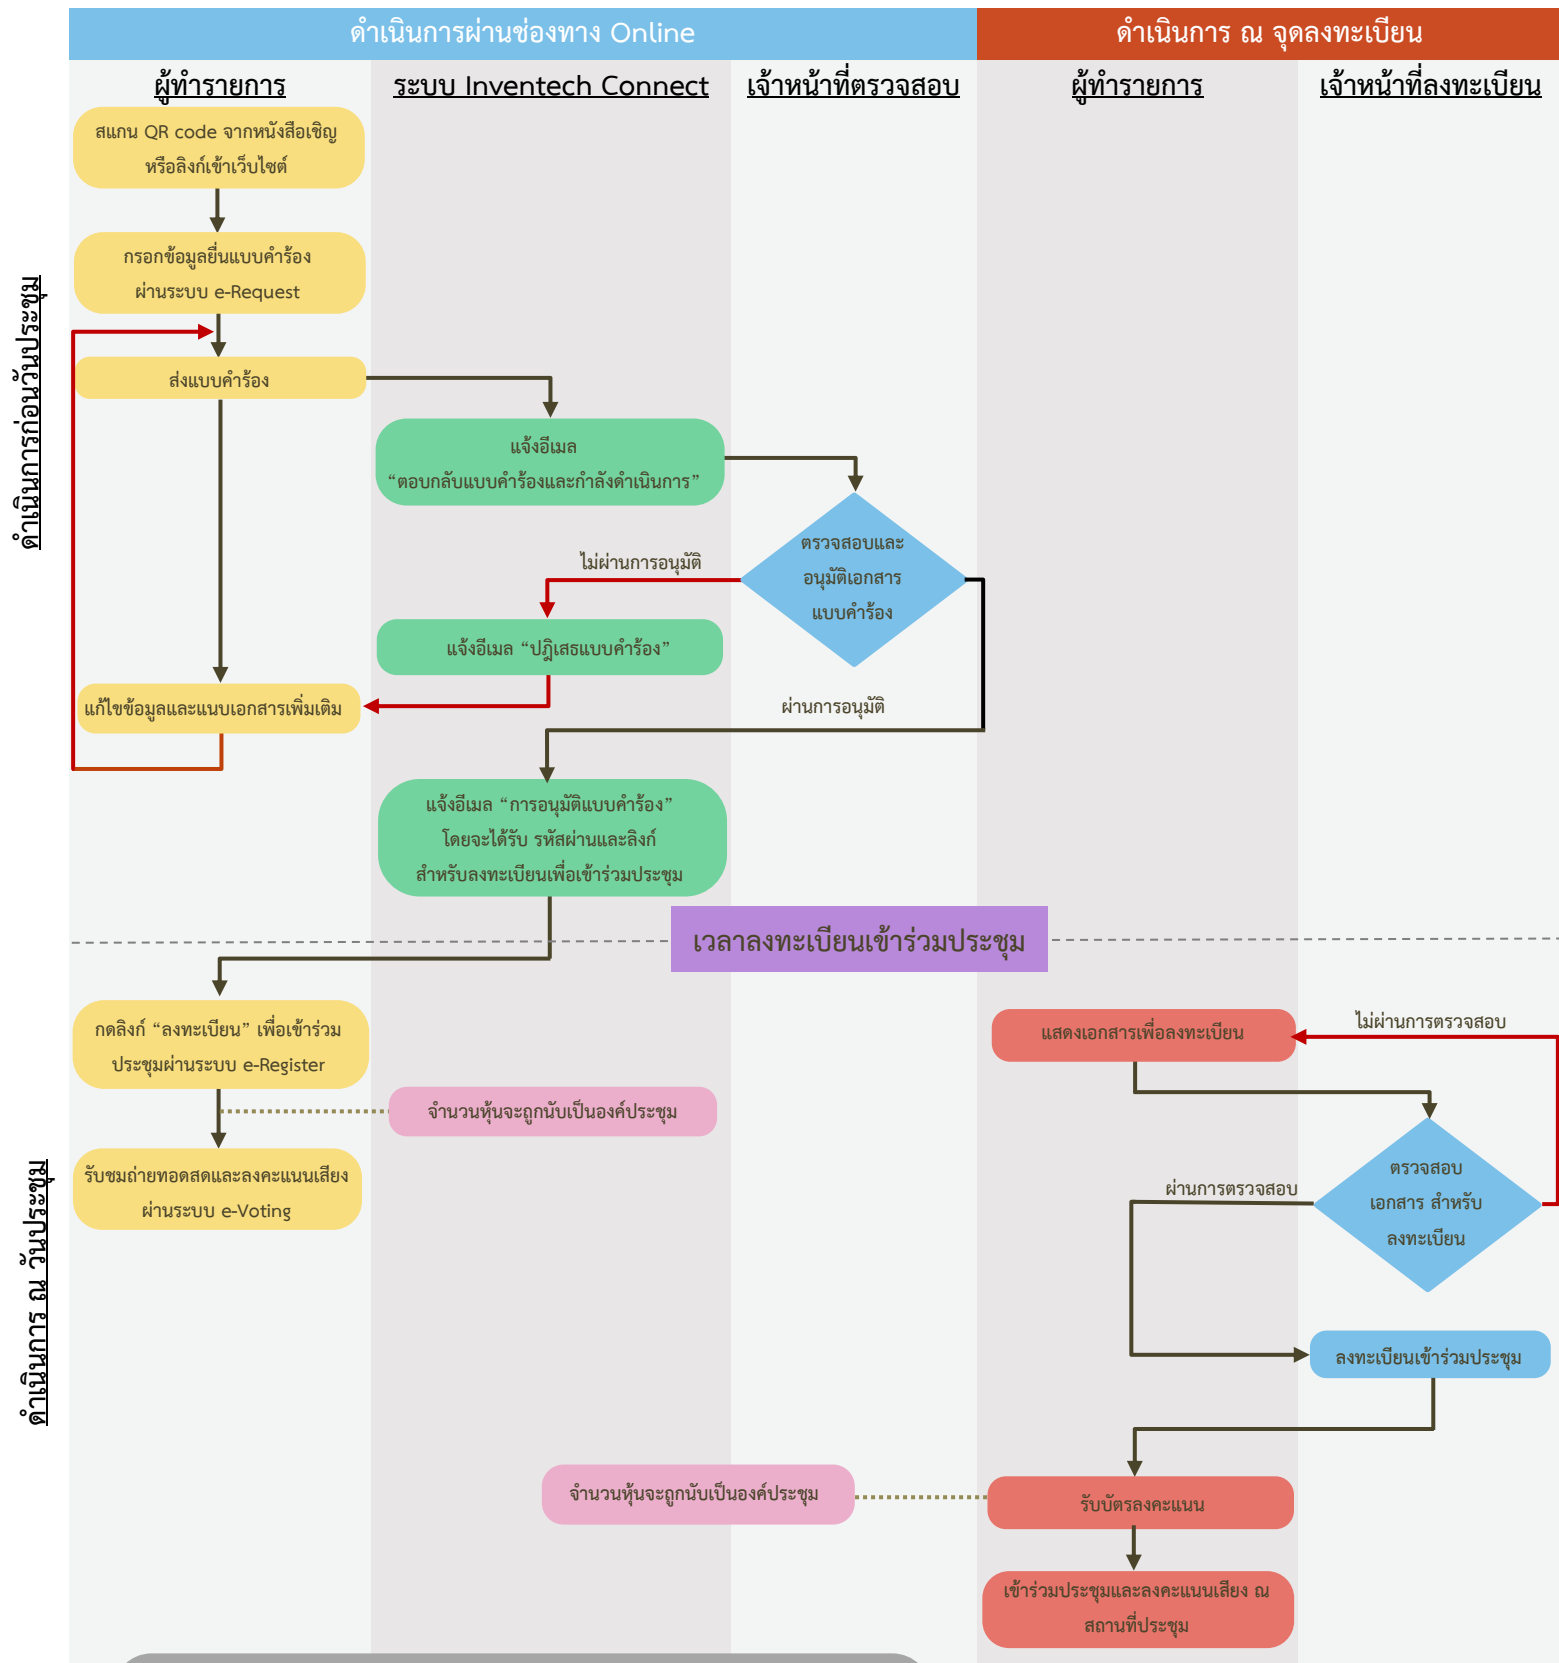 ดำเนินการผ่านช่องทาง Online
ดำเนินการ ณ จุดลงทะเบียน
ผู้ทำรายการ
ระบบ Inventech Connect
เจ้าหน้าที่ตรวจสอบ
ผู้ทำรายการ
เจ้าหน้าที่ลงทะเบียน
ดำเนินการก่อนวันประชุม
สแกน QR code จากหนังสือเชิญ
หรือลิงก์เข้าเว็บไซต์
กรอกข้อมูลยื่นแบบคำร้อง
ผ่านระบบ e-Request
ส่งแบบคำร้อง
แจ้งอีเมล
“ตอบกลับแบบคำร้องและกำลังดำเนินการ”
ตรวจสอบและ
อนุมัติเอกสาร
แบบคำร้อง
ไม่ผ่านการอนุมัติ
แจ้งอีเมล “ปฎิเสธแบบคำร้อง”
แก้ไขข้อมูลและแนบเอกสารเพิ่มเติม
ผ่านการอนุมัติ
แจ้งอีเมล “การอนุมัติแบบคำร้อง”
โดยจะได้รับ รหัสผ่านและลิงก์
สำหรับลงทะเบียนเพื่อเข้าร่วมประชุม
เวลาลงทะเบียนเข้าร่วมประชุม
ดำเนินการ ณ วันประชุม
กดลิงก์ “ลงทะเบียน” เพื่อเข้าร่วม
ประชุมผ่านระบบ e-Register
จำนวนหุ้นจะถูกนับเป็นองค์ประชุม
รับชมถ่ายทอดสดและลงคะแนนเสียง
ผ่านระบบ e-Voting
แสดงเอกสารเพื่อลงทะเบียน
ไม่ผ่านการตรวจสอบ
ตรวจสอบ
เอกสาร สำหรับ
ลงทะเบียน
ผ่านการตรวจสอบ
ลงทะเบียนเข้าร่วมประชุม
จำนวนหุ้นจะถูกนับเป็นองค์ประชุม
รับบัตรลงคะแนน
เข้าร่วมประชุมและลงคะแนนเสียง ณ
สถานที่ประชุม